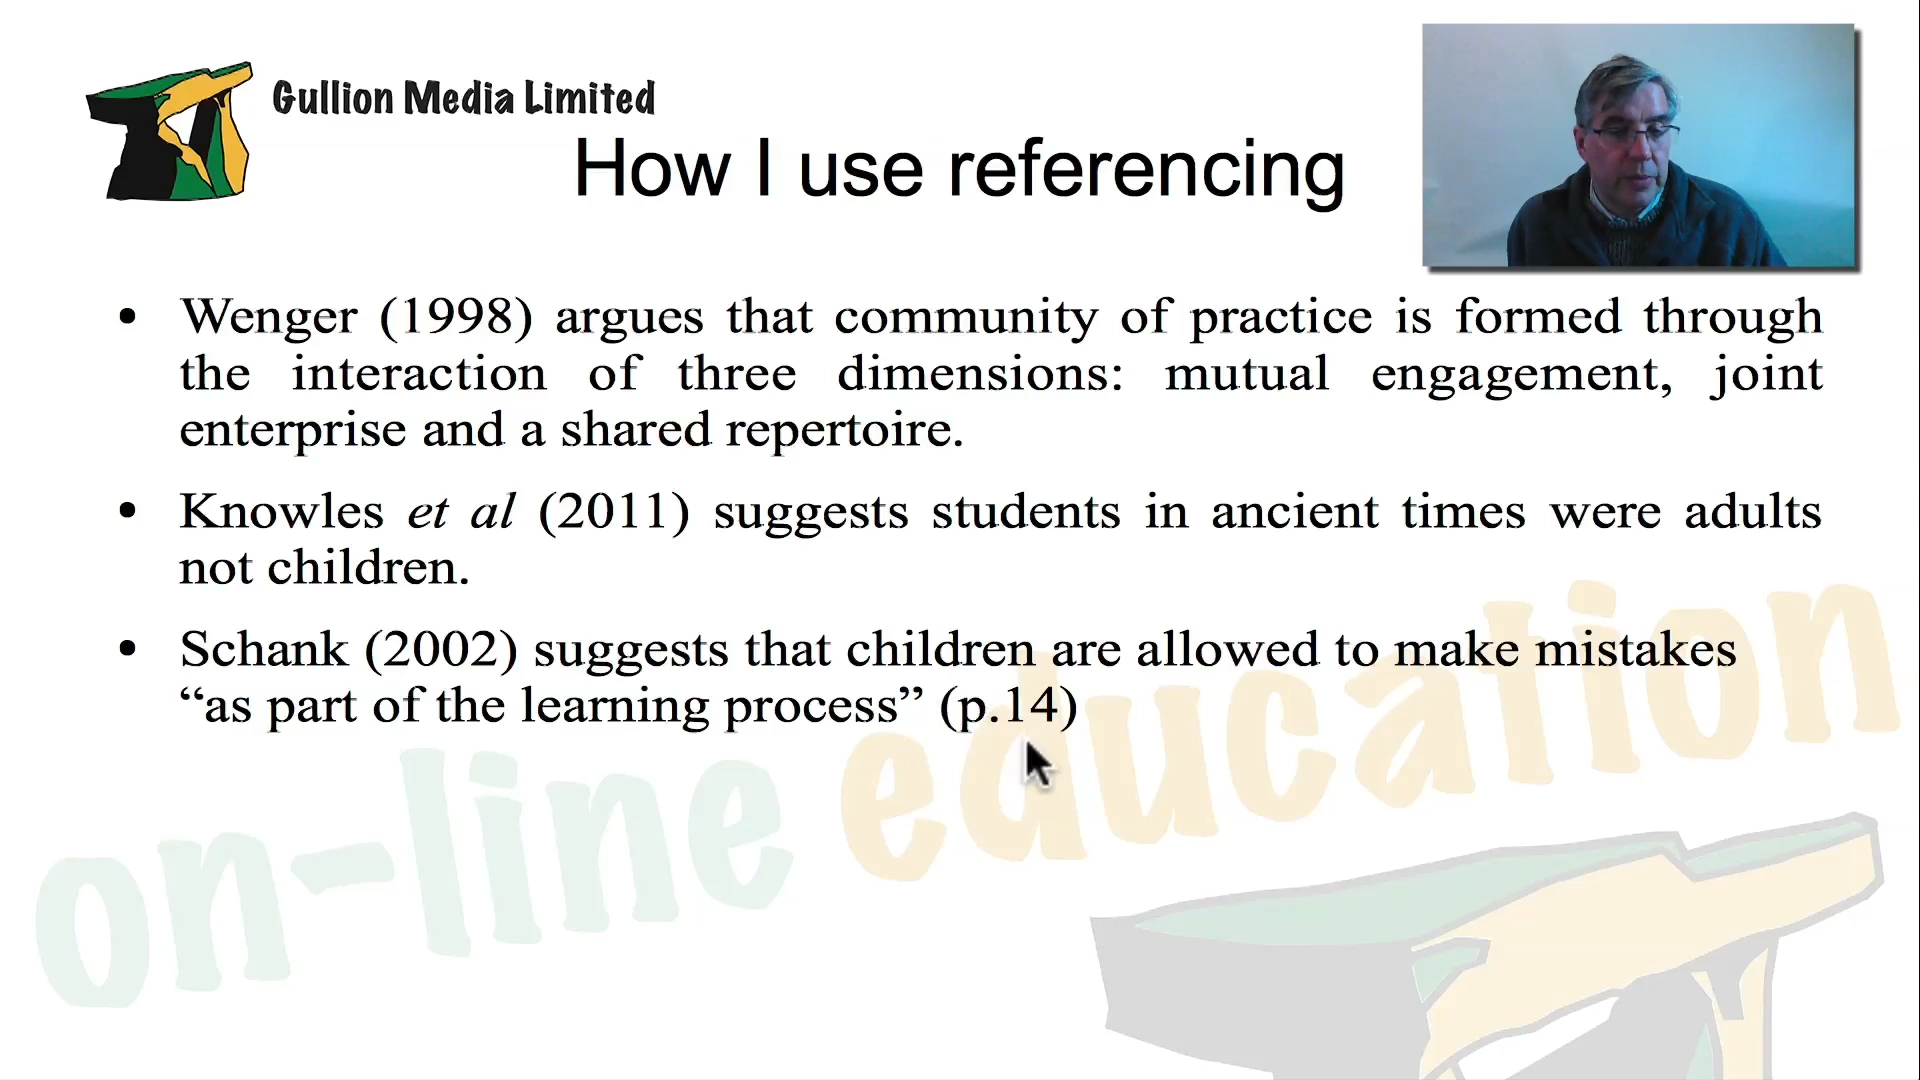 Gullion Media Limited
How I use referencing
• Wenger (1998) argues that community of practice is formed through
the interaction of three dimensions: mutual engagement, joint
enterprise and a shared repertoire.
• Knowles et al (2011) suggests students in ancient times were adults
not children.
• Schank (2002) suggests that children are allowed to make mistakes
“as part of the learning process” (p.14)
on-line education